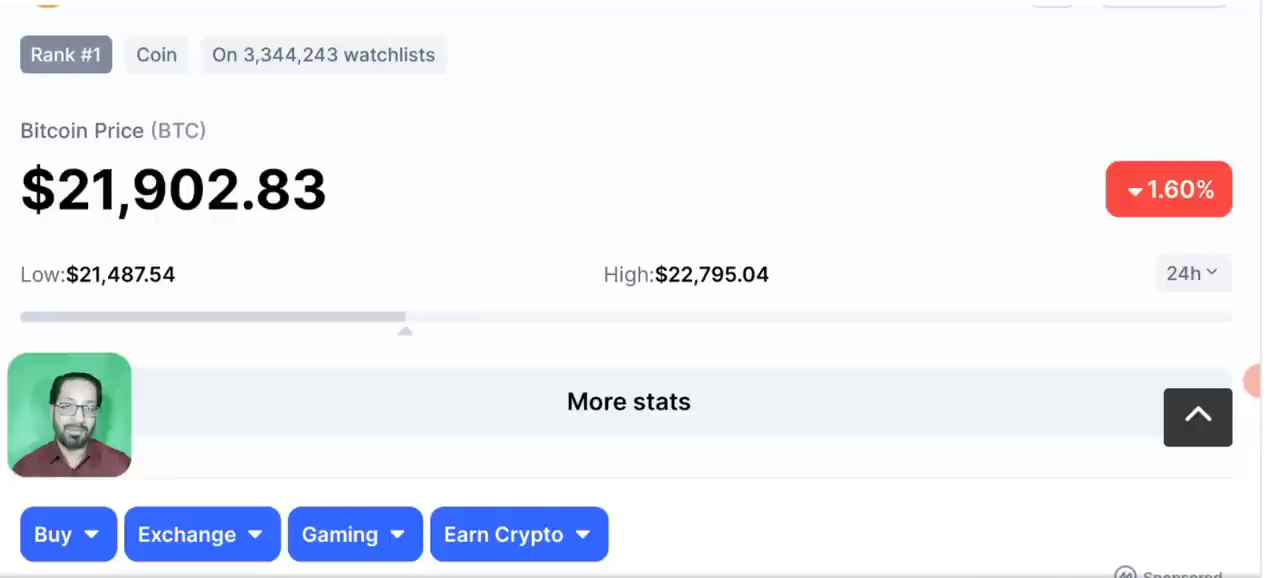 Rank #1 Coin On 3,344,243 watchlists
Bitcoin Price (BTC)
$21,902.83 1.60%
Low:$21,487.54 High:$22,795.04 24h
More stats
Buy Exchange Gaming Earn Crypto
Sponsored